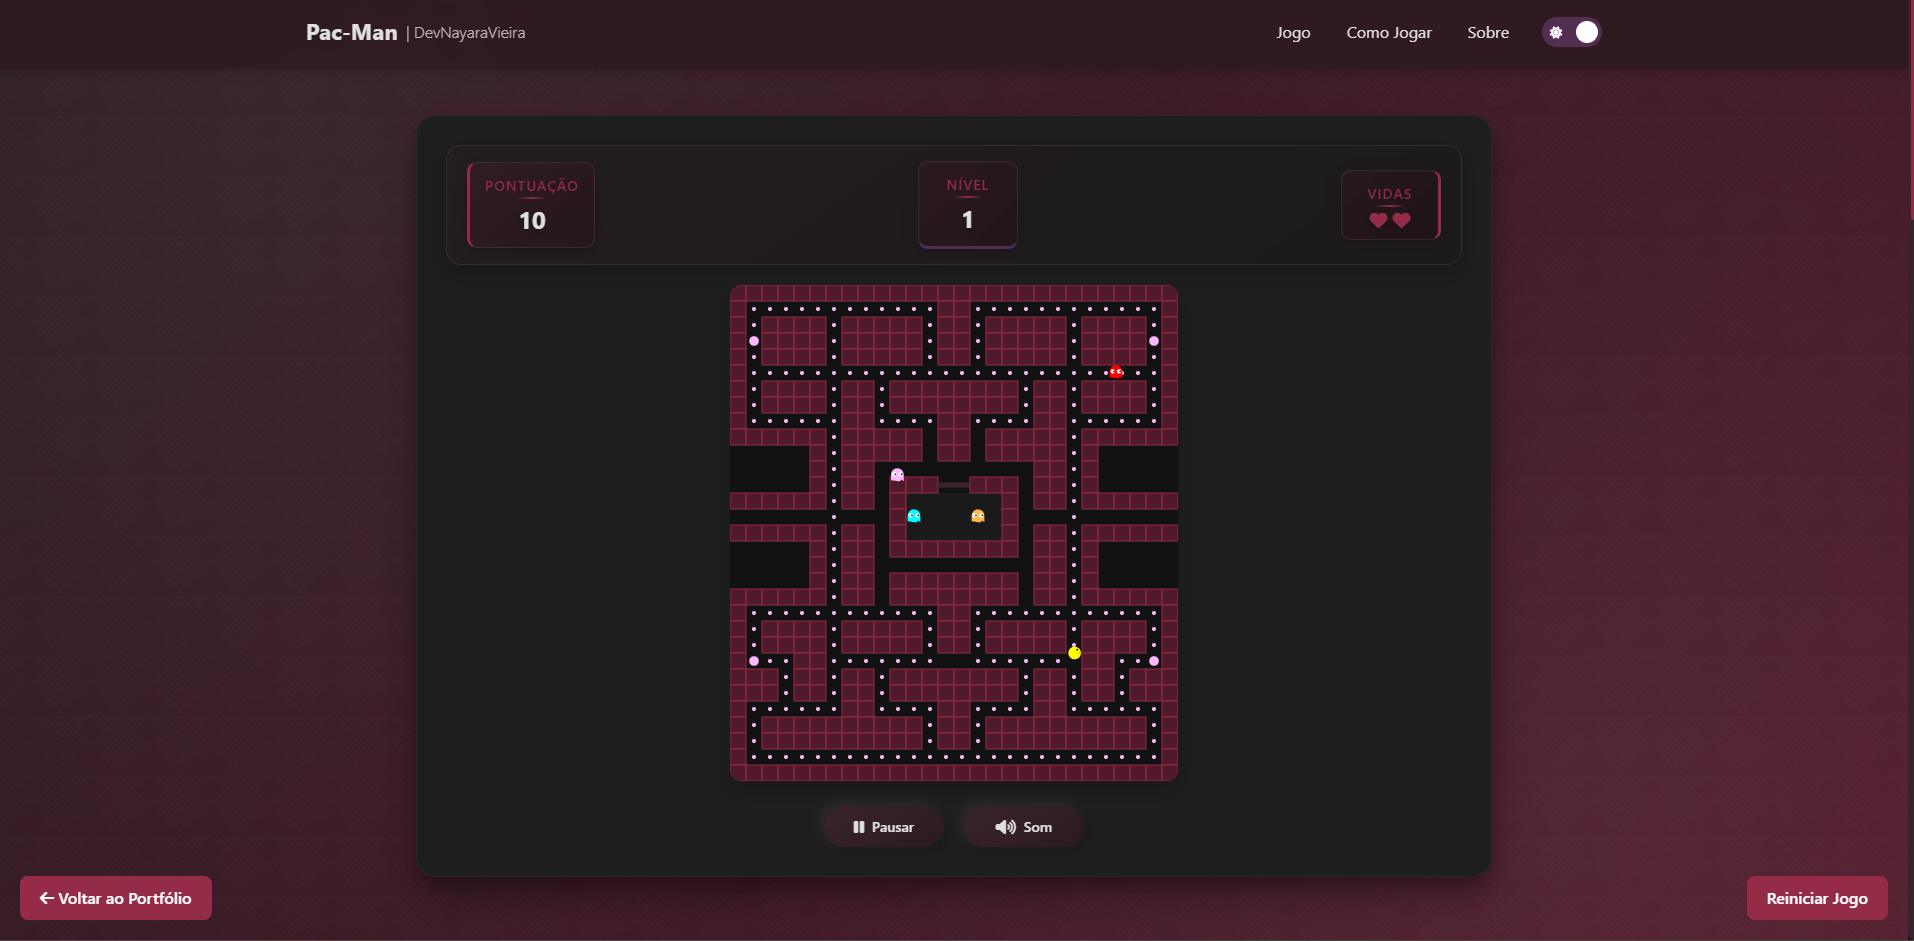 Pac-Man | DevNayaraVieira
Jogo Como Jogar Sobre
PONTUAÇÃO
10
NÍVEL
1
VIDAS
Pausar
Som
Voltar ao Portfólio
Reiniciar Jogo